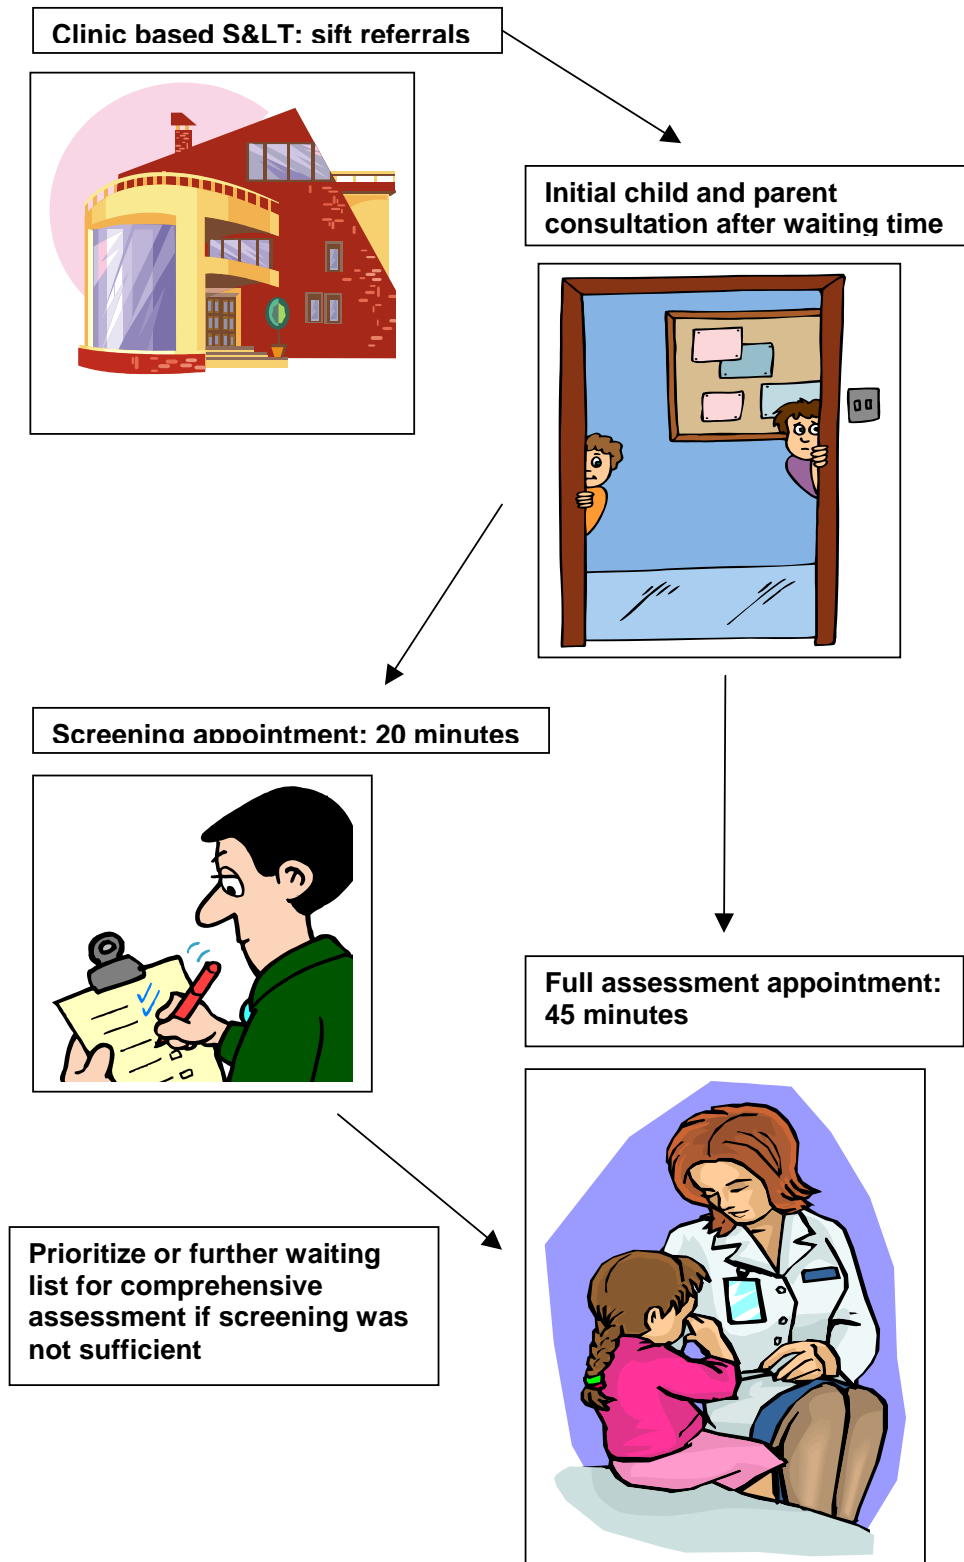 Clinic based S&LT: sift referrals
Initial child and parent
consultation after waiting time
Screening appointment: 20 minutes
Full assessment appointment:
45 minutes
Prioritize or further waiting
list for comprehensive
assessment if screening was
not sufficient